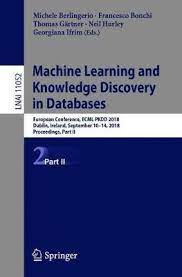 Michele Berlingerio · Francesco Bonchi
Thomas Gärtner · Neil Hurley
Georgiana Ifrim (Eds.)
LNAI 11052
Machine Learning and
Knowledge Discovery
in Databases
European Conference, ECML PKDD 2018
Dublin, Ireland, September 10–14, 2018
Proceedings, Part II
2 Part II
Springer